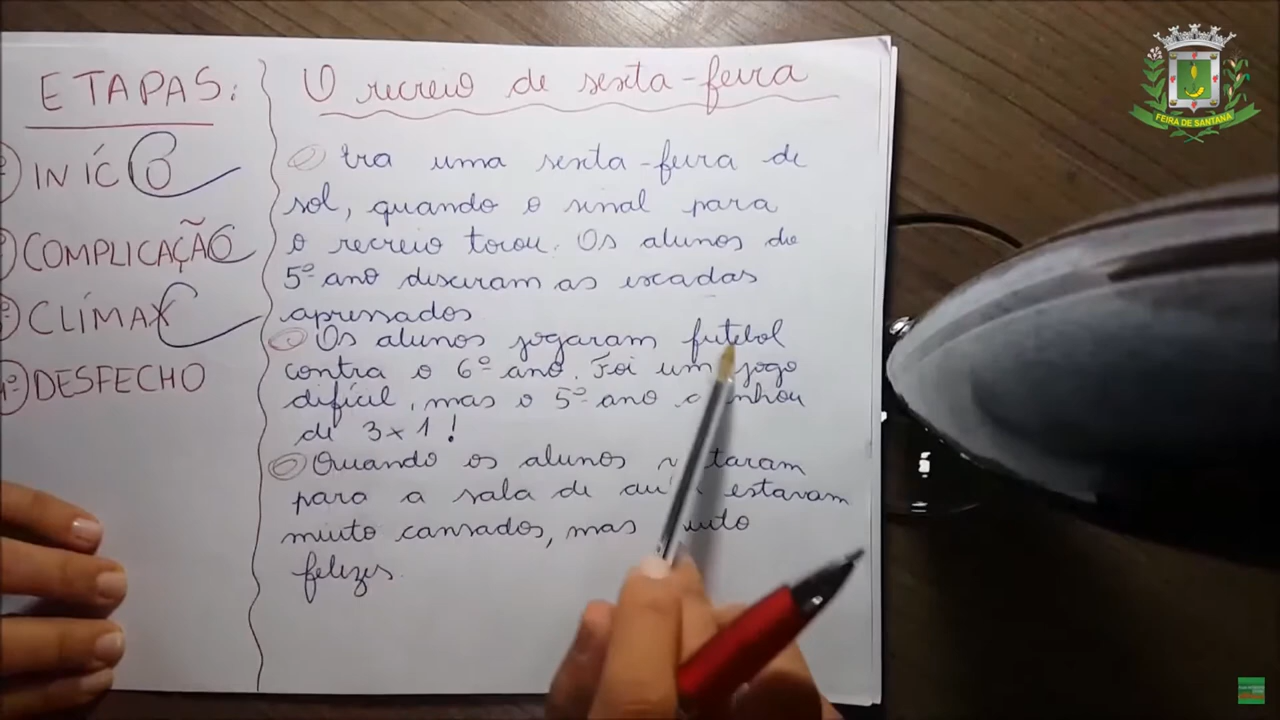 ETAPAS:
INÍCIO
COMPLICAÇÃO
CLÍMAX
DESFECHO
O recreio de sexta-feira
Era uma sexta-feira de
sol, quando o sinal para
o recreio tocou. Os alunos do
5º ano desceram as escadas
apressados
Os alunos jogaram futebol
contra o 6º ano. Foi um jogo
difícil, mas o 5º ano
de 3x1!
Quando os alunos
para a sala de estavam
muito cansados, mas
felizes.
FEIRA DE SANTANA